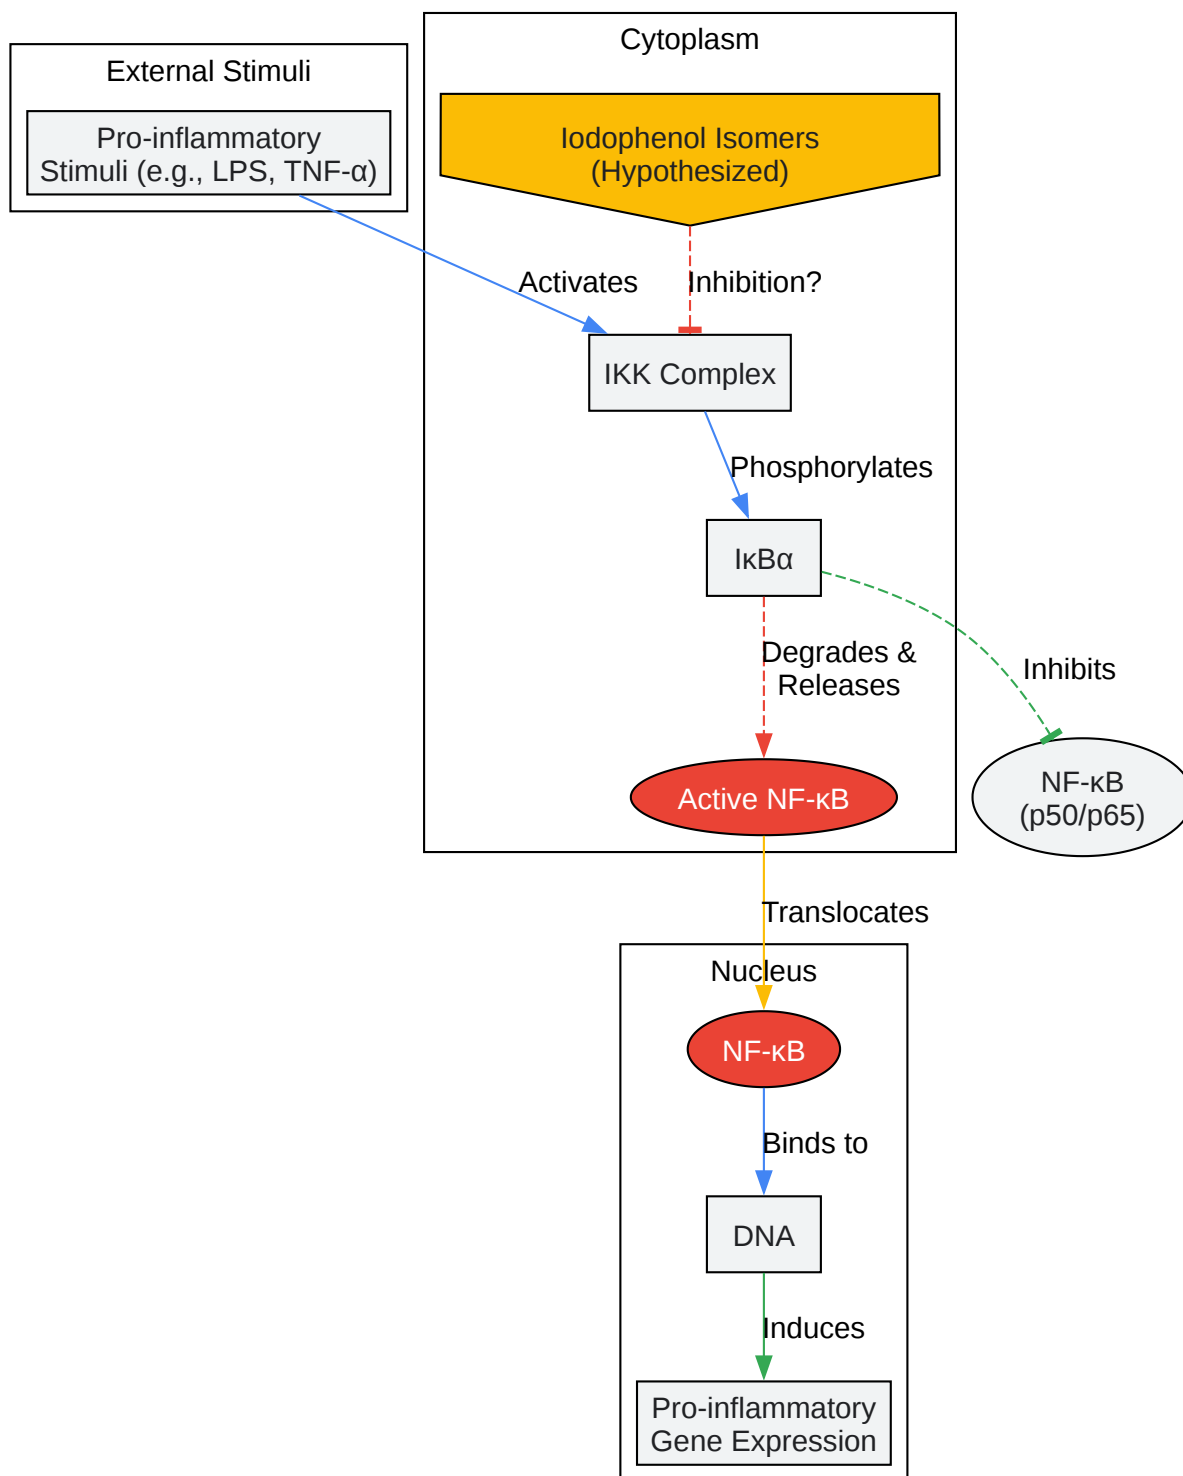 External Stimuli
Pro-inflammatory
Stimuli (e.g., LPS, TNF-α)
Cytoplasm
Iodophenol Isomers
(Hypothesized)
Activates
Inhibition?
IKK Complex
Phosphorylates
IκBα
Degrades &
Releases
Inhibits
Active NF-κB
NF-κB
(p50/p65)
Translocates
Nucleus
NF-κB
Binds to
DNA
Induces
Pro-inflammatory
Gene Expression